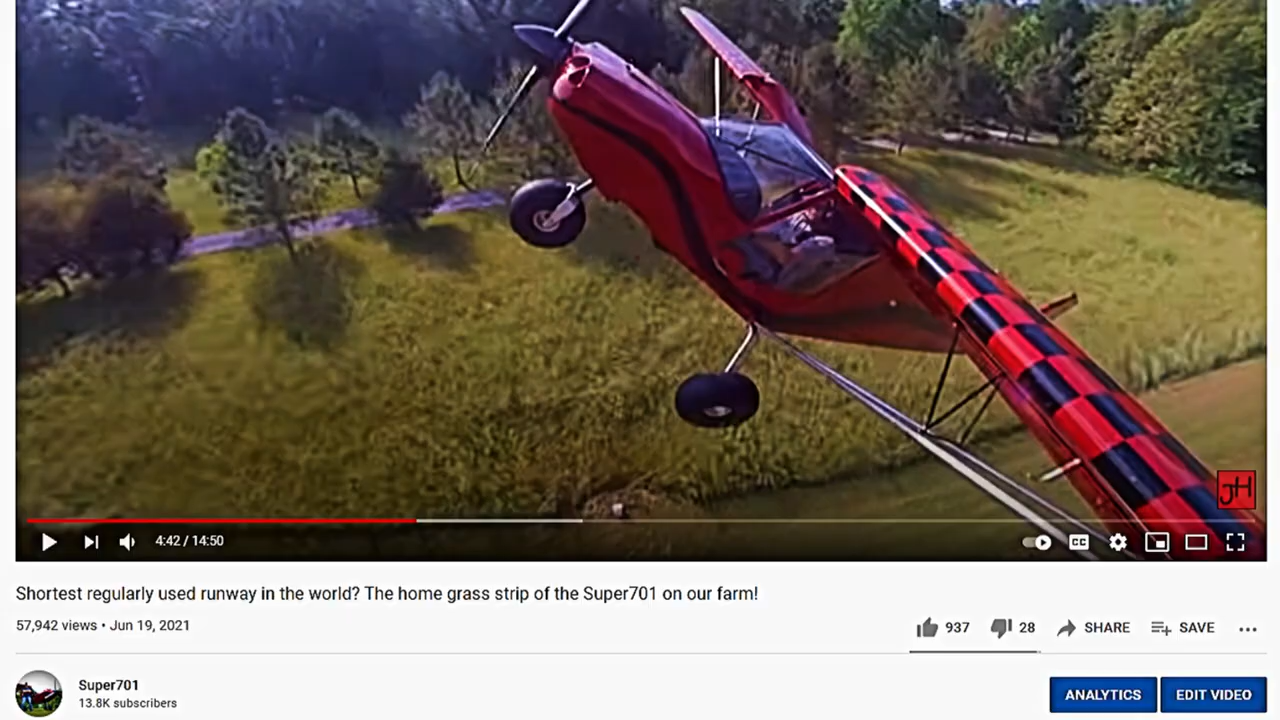 JH
4:42 / 14:50
CC
Shortest regularly used runway in the world? The home grass strip of the Super701 on our farm!
57,942 views • Jun 19, 2021
937 28 SHARE SAVE
Super701
13.8K subscribers
ANALYTICS EDIT VIDEO